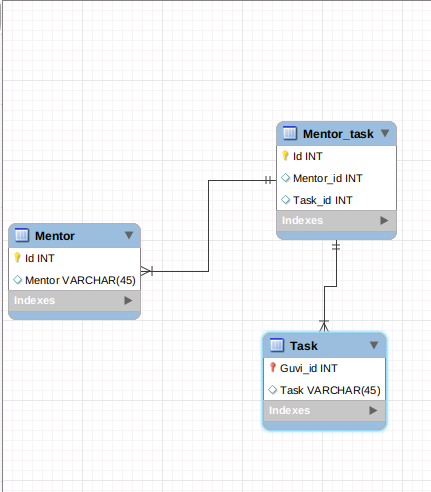 Mentor_task
Id INT
Mentor_id INT
Task_id INT
Indexes
Mentor
Id INT
Mentor VARCHAR(45)
Indexes
Task
Guvi_id INT
Task VARCHAR(45)
Indexes